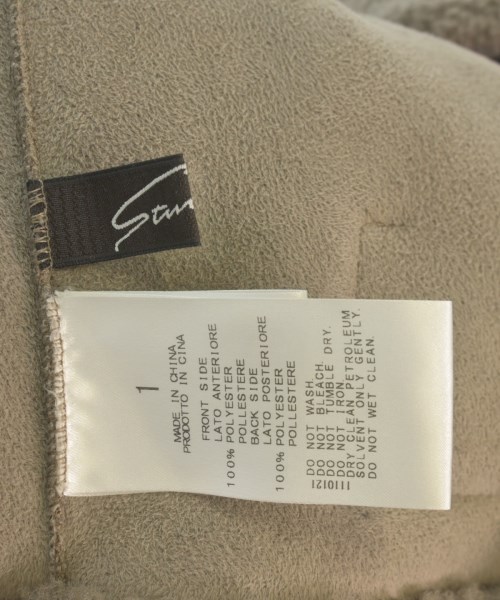 1
MADE IN CHINA
PRODOTTO IN CINA
FRONT SIDE
LATO ANTERIORE
100% POLYESTER
POLLESTERE
BACK SIDE
LATO POSTERIORE
100% POLYESTER
POLLESTERE
DO NOT WASH.
DO NOT BLEACH.
DO NOT TUMBLE DRY.
DO NOT IRON.
DRY CLEAN PETROLEUM
SOLVENT ONLY GENTLY.
DO NOT WET CLEAN.